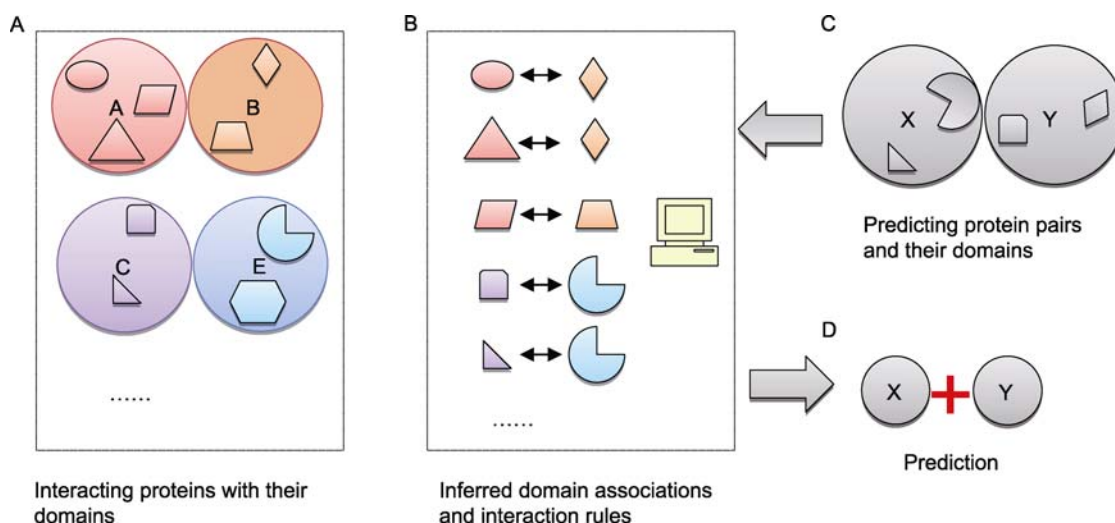 A
A
B
C
E
......
Interacting proteins with their
domains
B
......
Inferred domain associations
and interaction rules
C
X
Y
Predicting protein pairs
and their domains
D
X
Y
Prediction